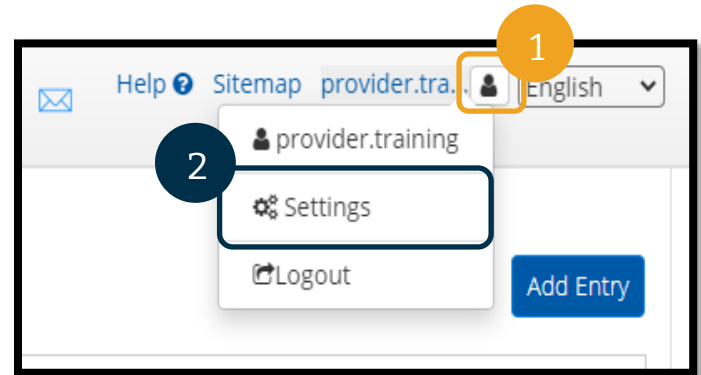 1
Help Sitemap provider.tra... English
provider.training
2
Settings
Logout
Add Entry